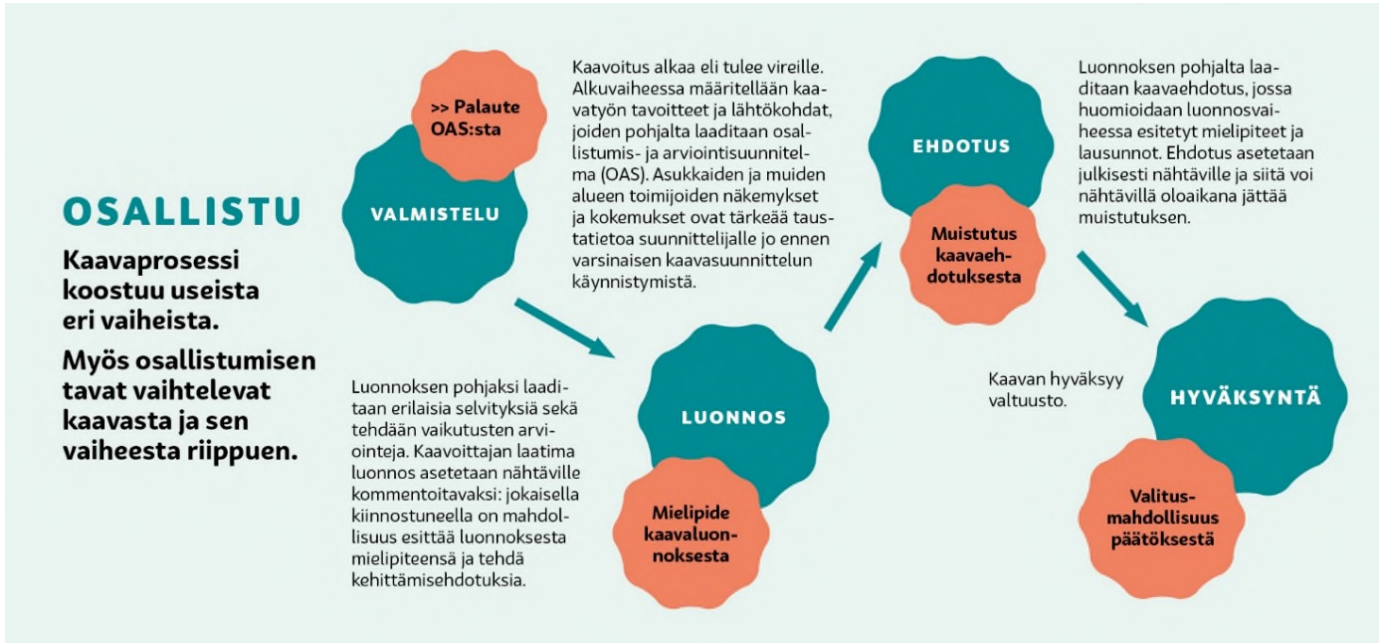 OSALLISTU
Kaavaprosessi
koostuu useista
eri vaiheista.
Myös osallistumisen
tavat vaihtelevat
kaavasta ja sen
vaiheesta riippuen.
>> Palaute
OAS:sta
VALMISTELU
Kaavoitus alkaa eli tulee vireille.
Alkuvaiheessa määritellään kaa-
vatyön tavoitteet ja lähtökohdat,
joiden pohjalta laaditaan osal-
listumis- ja arviointisuunnitel-
ma (OAS). Asukkaiden ja muiden
alueen toimijoiden näkemykset
ja kokemukset ovat tärkeää taus-
tatietoa suunnittelijalle jo ennen
varsinaisen kaavasuunnittelun
käynnistymistä.
Luonnoksen pohjaksi laadi-
taan erilaisia selvityksiä sekä
tehdään vaikutusten arvi-
ointeja. Kaavoittajan laatima
luonnos asetetaan nähtäville
kommentoitavaksi: jokaisella
kiinnostuneella on mahdol-
lisuus esittää luonnoksesta
mielipiteensä ja tehdä
kehittämisehdotuksia.
LUONNOS
Mielipide
kaavaluon-
noksesta
EHDOTUS
Muistutus
kaavaeh-
dotuksesta
Luonnoksen pohjalta laa-
ditaan kaavaehdotus, jossa
huomioidaan luonnosvai-
heessa esitetyt mielipiteet ja
lausunnot. Ehdotus asetetaan
julkisesti nähtäville ja siitä voi
nähtävillä oloaikana jättää
muistutuksen.
Kaavan hyväksyy
valtuusto.
HYVÄKSYNTÄ
Valitus-
mahdollisuus
päätöksestä